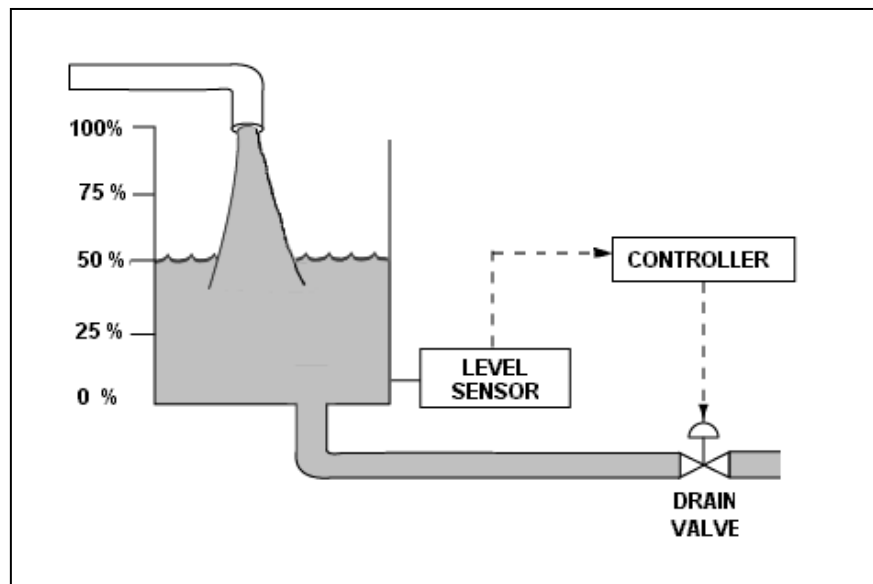 100%
75 %
50 %
25 %
0 %
CONTROLLER
LEVEL
SENSOR
DRAIN
VALVE